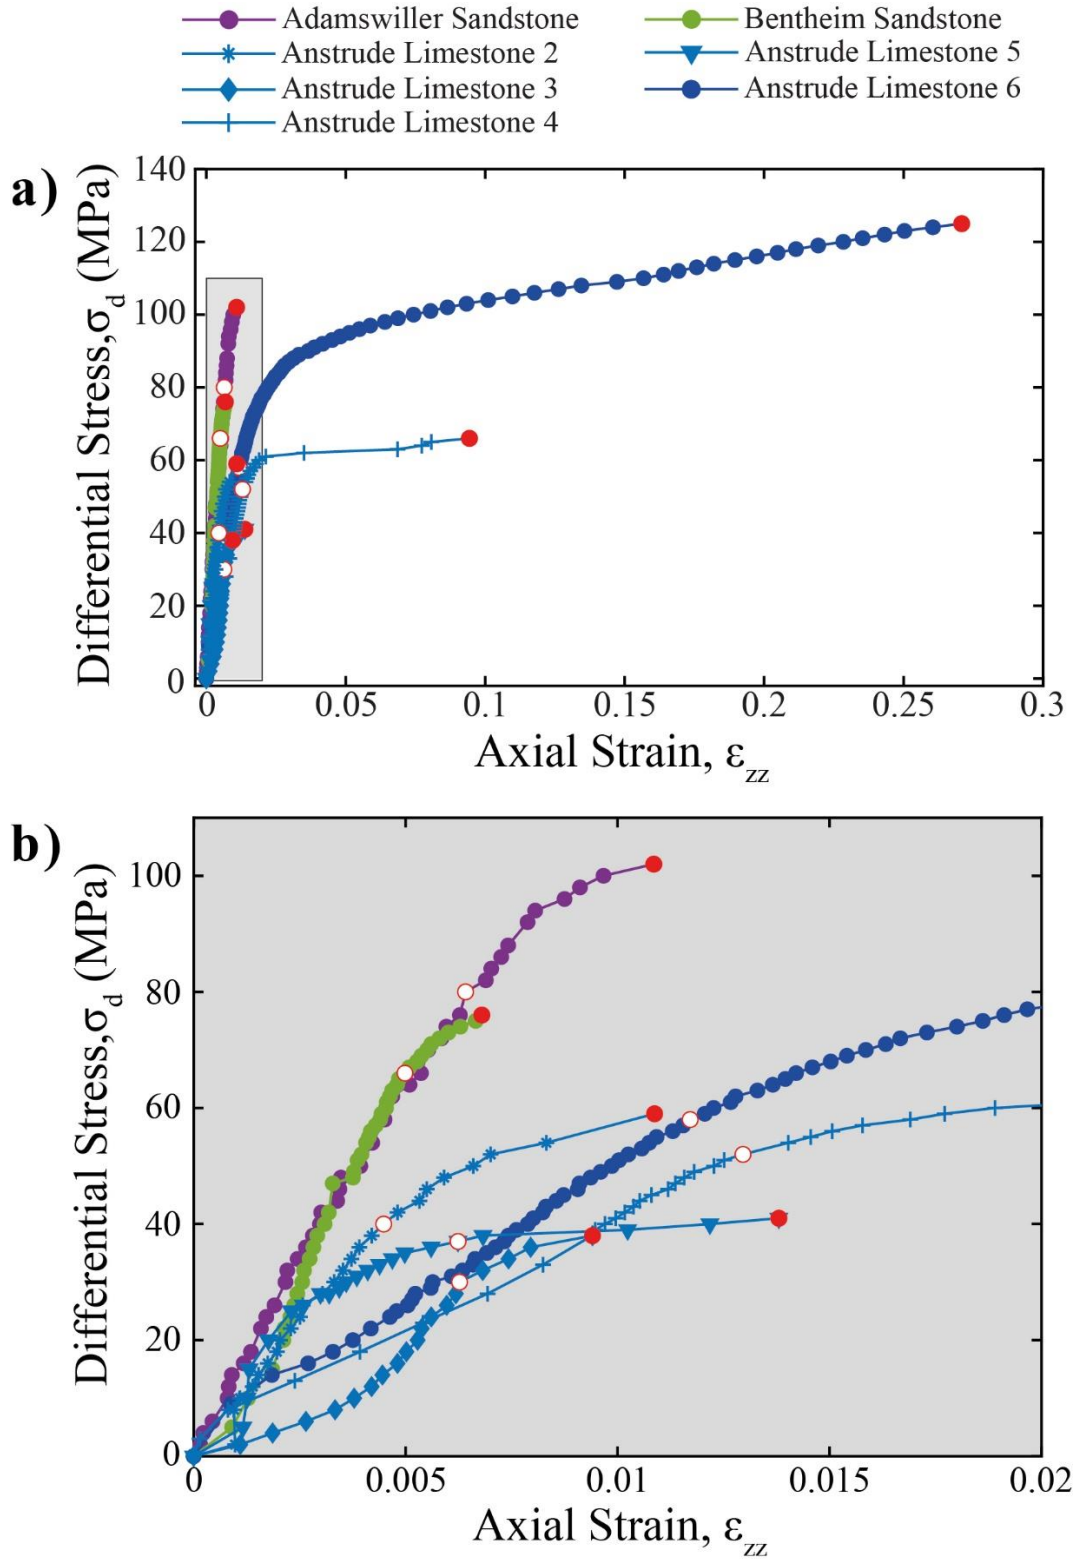 Adamswiller Sandstone
Bentheim Sandstone
Anstrude Limestone 2
Anstrude Limestone 5
Anstrude Limestone 3
Anstrude Limestone 6
Anstrude Limestone 4
a)
140
120
100
80
60
40
20
0
Differential Stress,σd (MPa)
0 0.05 0.1 0.15 0.2 0.25 0.3
Axial Strain, εzz
b)
100
80
60
40
20
0
Differential Stress,σd (MPa)
0 0.005 0.01 0.015 0.02
Axial Strain, εzz